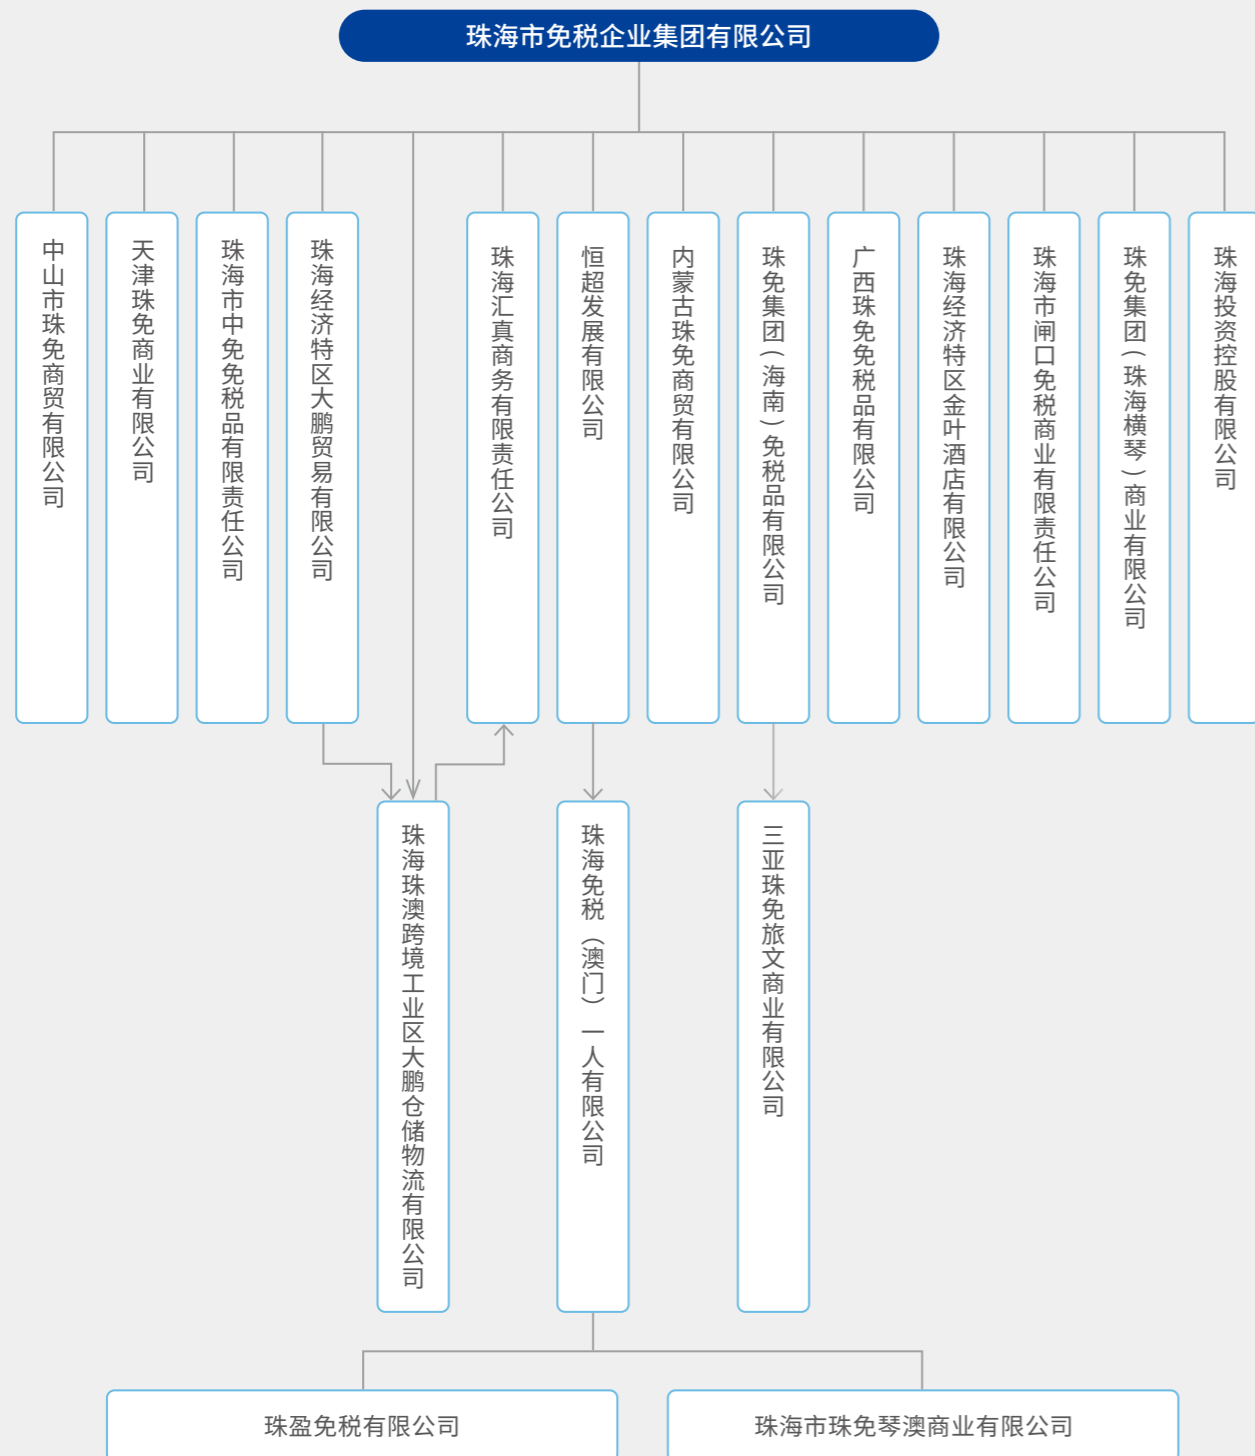 珠海市免税企业集团有限公司
中山市珠免商贸有限公司
天津珠免商业有限公司
珠海市中免免税品有限责任公司
珠海经济特区大鹏贸易有限公司
珠海汇真商务有限责任公司
恒超发展有限公司
内蒙古珠免商贸有限公司
珠免集团(海南)免税品有限公司
广西珠免免税品有限公司
珠海经济特区金叶酒店有限公司
珠海市闸口免税商业有限责任公司
珠免集团(珠海横琴)商业有限公司
珠海投资控股有限公司
珠海珠澳跨境工业区大鹏仓储物流有限公司
珠海免税（澳门）一人有限公司
三亚珠免旅文商业有限公司
珠盈免税有限公司
珠海市珠免琴澳商业有限公司